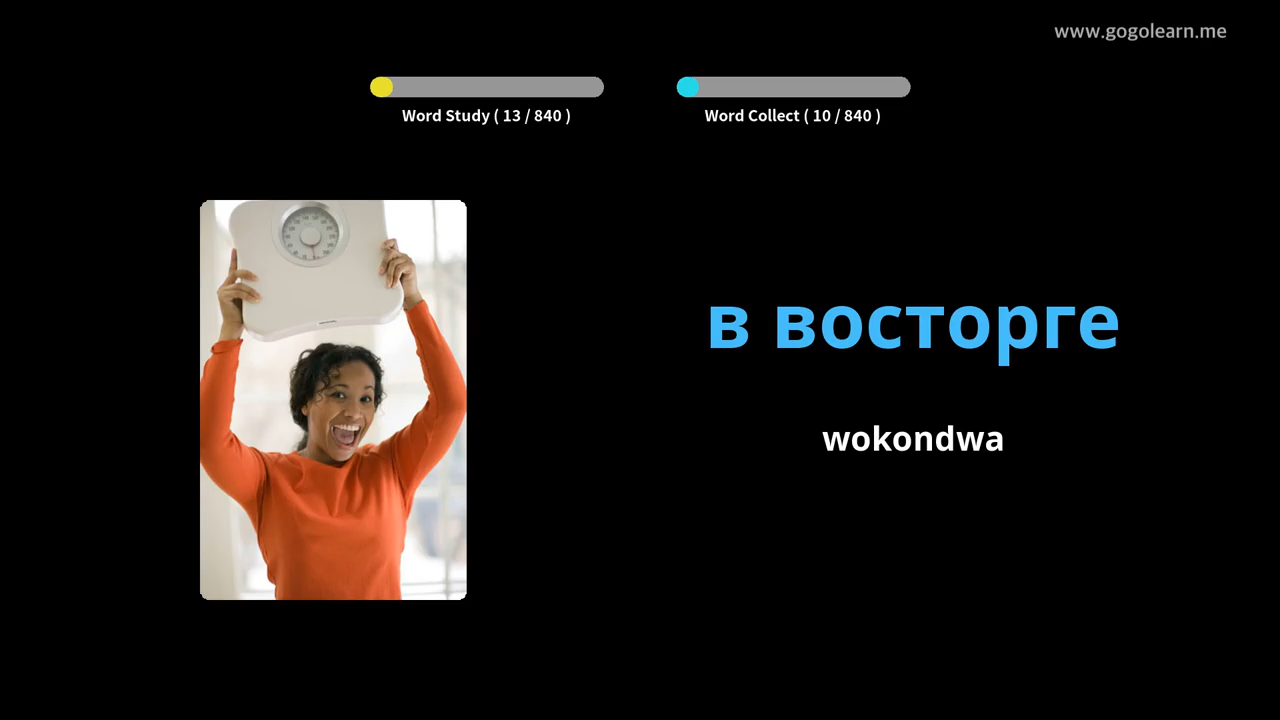 www.gogolearn.me
Word Study ( 13 / 840 )
Word Collect ( 10 / 840 )
в восторге
wokondwa